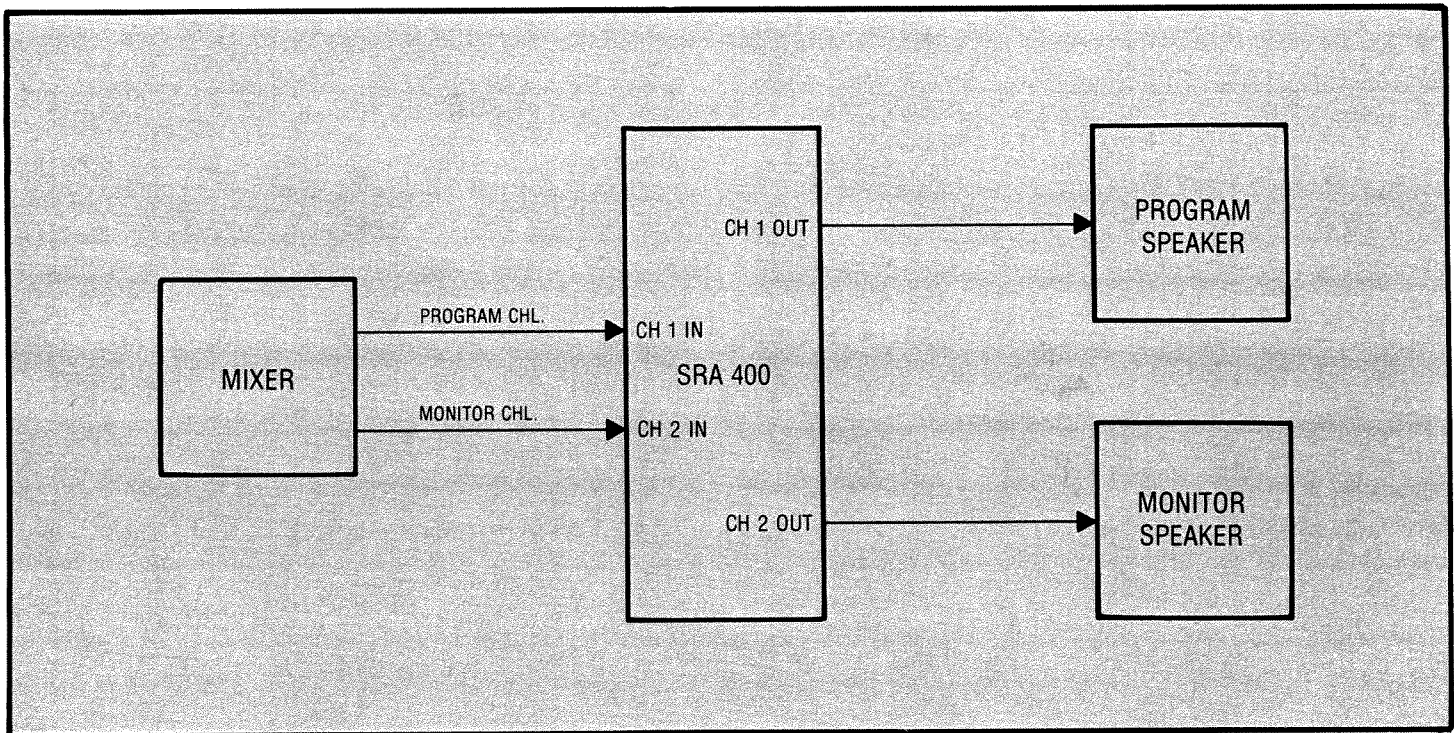 MIXER
PROGRAM CHL.
MONITOR CHL.
CH 1 IN
SRA 400
CH 2 IN
CH 1 OUT
CH 2 OUT
PROGRAM
SPEAKER
MONITOR
SPEAKER